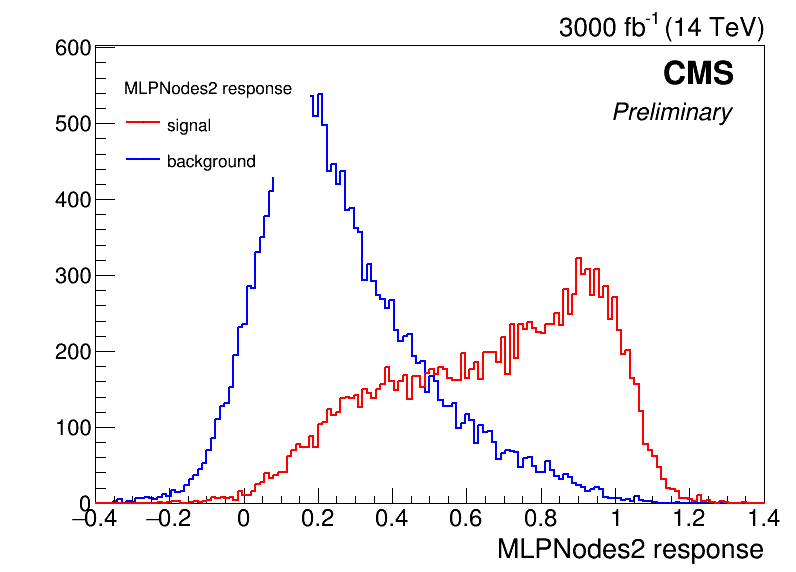 3000 fb-1 (14 TeV)
CMS
Preliminary
MLPNodes2 response
signal
background
600
500
400
300
200
100
0
−0.4 −0.2 0 0.2 0.4 0.6 0.8 1 1.2 1.4
MLPNodes2 response